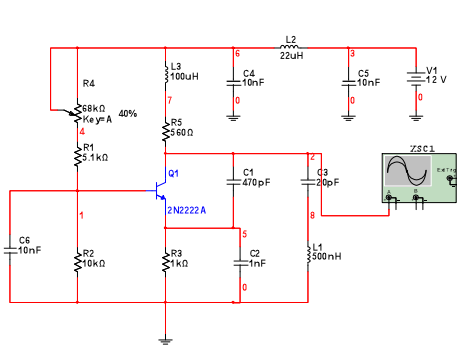 L2
22uH
6
3
L3
100uH
R4
68kΩ
Key=A
40%
C4
10nF
C5
10nF
V1
12 V
0
0
0
7
4
R5
560Ω
R1
5.1kΩ
XSC1
Ext Trig
A
B
Q1
2N2222A
C1
470pF
2
C3
20pF
8
1
5
C6
10nF
R2
10kΩ
R3
1kΩ
C2
1nF
L1
500nH
0